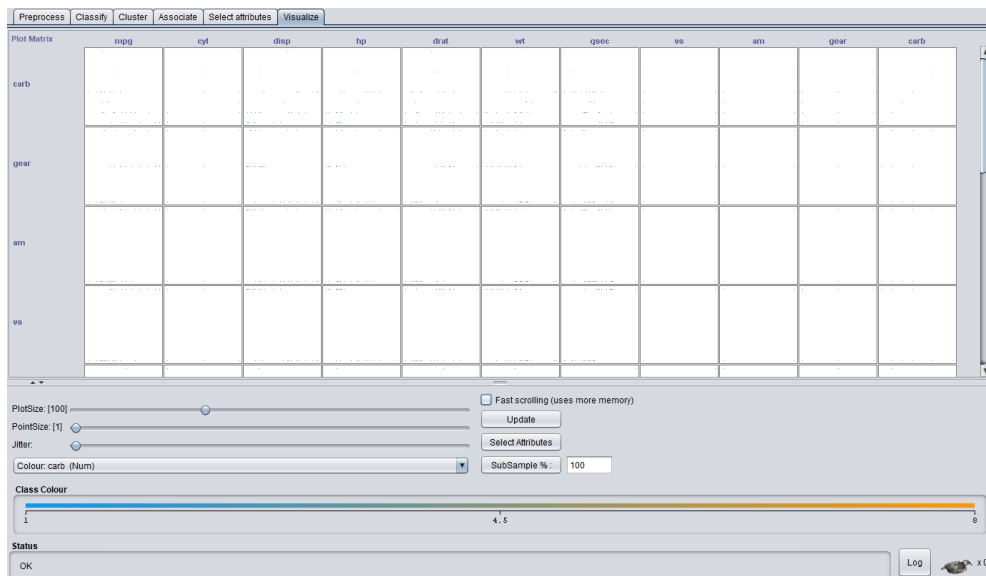 Preprocess Classify Cluster Associate Select attributes Visualize
Plot Matrix mpg cyl disp hp drat wt qsec vs am gear carb
carb
gear
am
vs
PlotSize: [100]
PointSize: [1]
Jitter:
Colour: carb (Num)
Fast scrolling (uses more memory)
Update
Select Attributes
SubSample % : 100
Class Colour
1 4.5 8
Status
OK
Log x 0